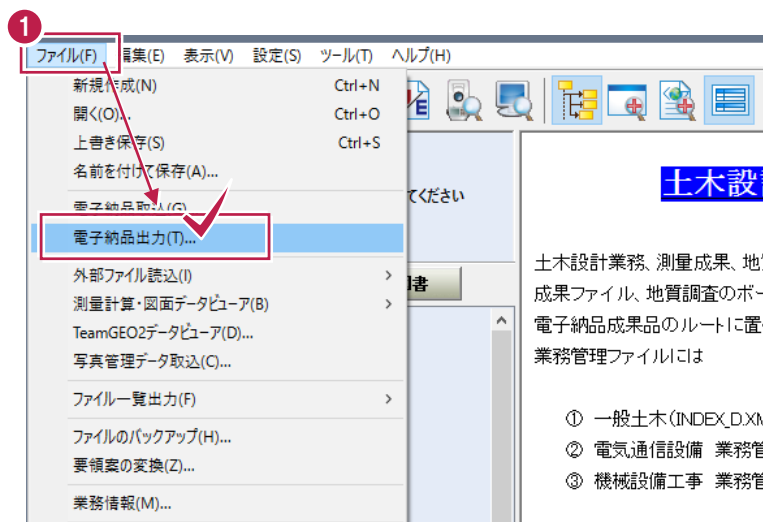 1
ファイル(F) 編集(E) 表示(V) 設定(S) ツール(T) ヘルプ(H)
新規作成(N) Ctrl+N
開く(O)... Ctrl+O
上書き保存(S) Ctrl+S
名前を付けて保存(A)...
電子納品取込(G)
電子納品出力(T)...
外部ファイル読込(I) >
測量計算・図面データビューア(B) >
TeamGEO2データビューア(D)...
写真管理データ取込(C)...
ファイル一覧出力(F) >
ファイルのバックアップ(H)...
要領案の変換(Z)...
業務情報(M)...
てください
書
土木設
土木設計業務、測量成果、地
成果ファイル、地質調査のボー
電子納品成果品のルートに置
業務管理ファイルには
① 一般土木(INDEX_D.XM
② 電気通信設備 業務管
③ 機械設備工事 業務管